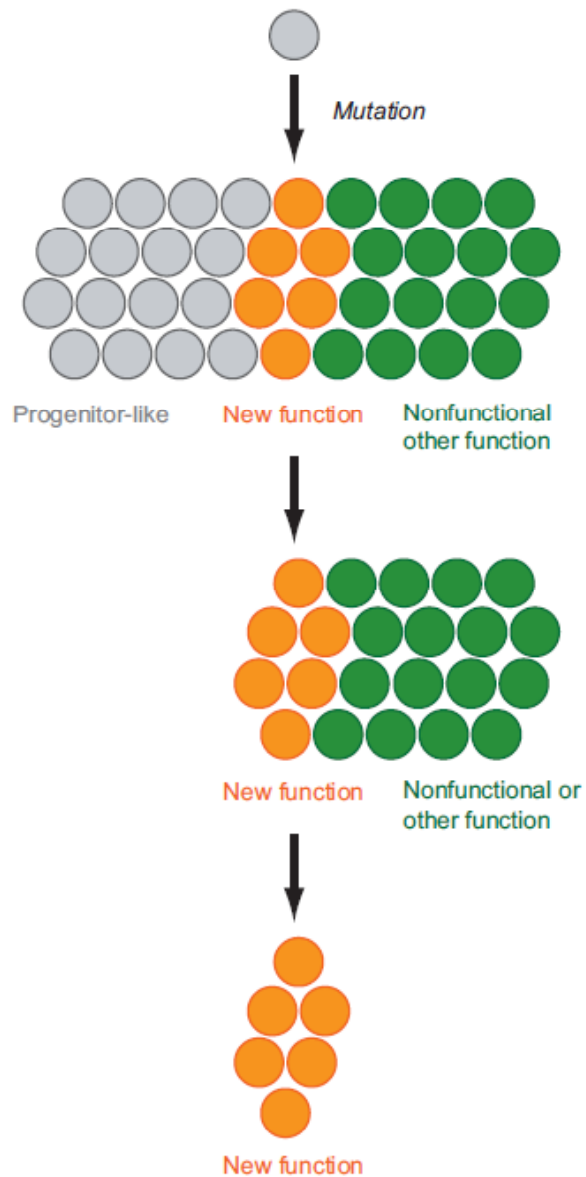 Mutation
Progenitor-like
New function
Nonfunctional
other function
New function
Nonfunctional or
other function
New function